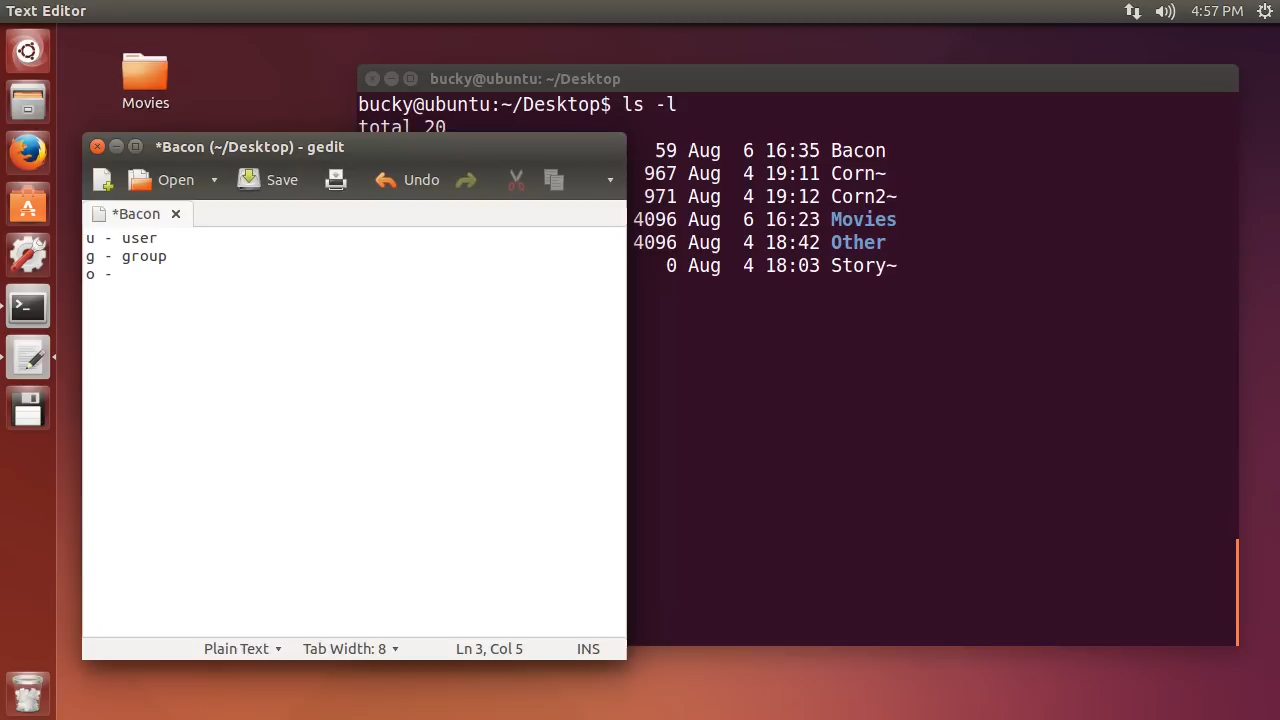 Text Editor
4:57 PM
Movies
bucky@ubuntu: ~/Desktop
bucky@ubuntu:~/Desktop$ ls -l
total 20
59 Aug  6 16:35 Bacon
967 Aug  4 19:11 Corn~
971 Aug  4 19:12 Corn2~
4096 Aug  6 16:23 Movies
4096 Aug  4 18:42 Other
0 Aug  4 18:03 Story~
*Bacon (~/Desktop) - gedit
Open Save Undo
*Bacon
u - user
g - group
o -
Plain Text Tab Width: 8 Ln 3, Col 5 INS